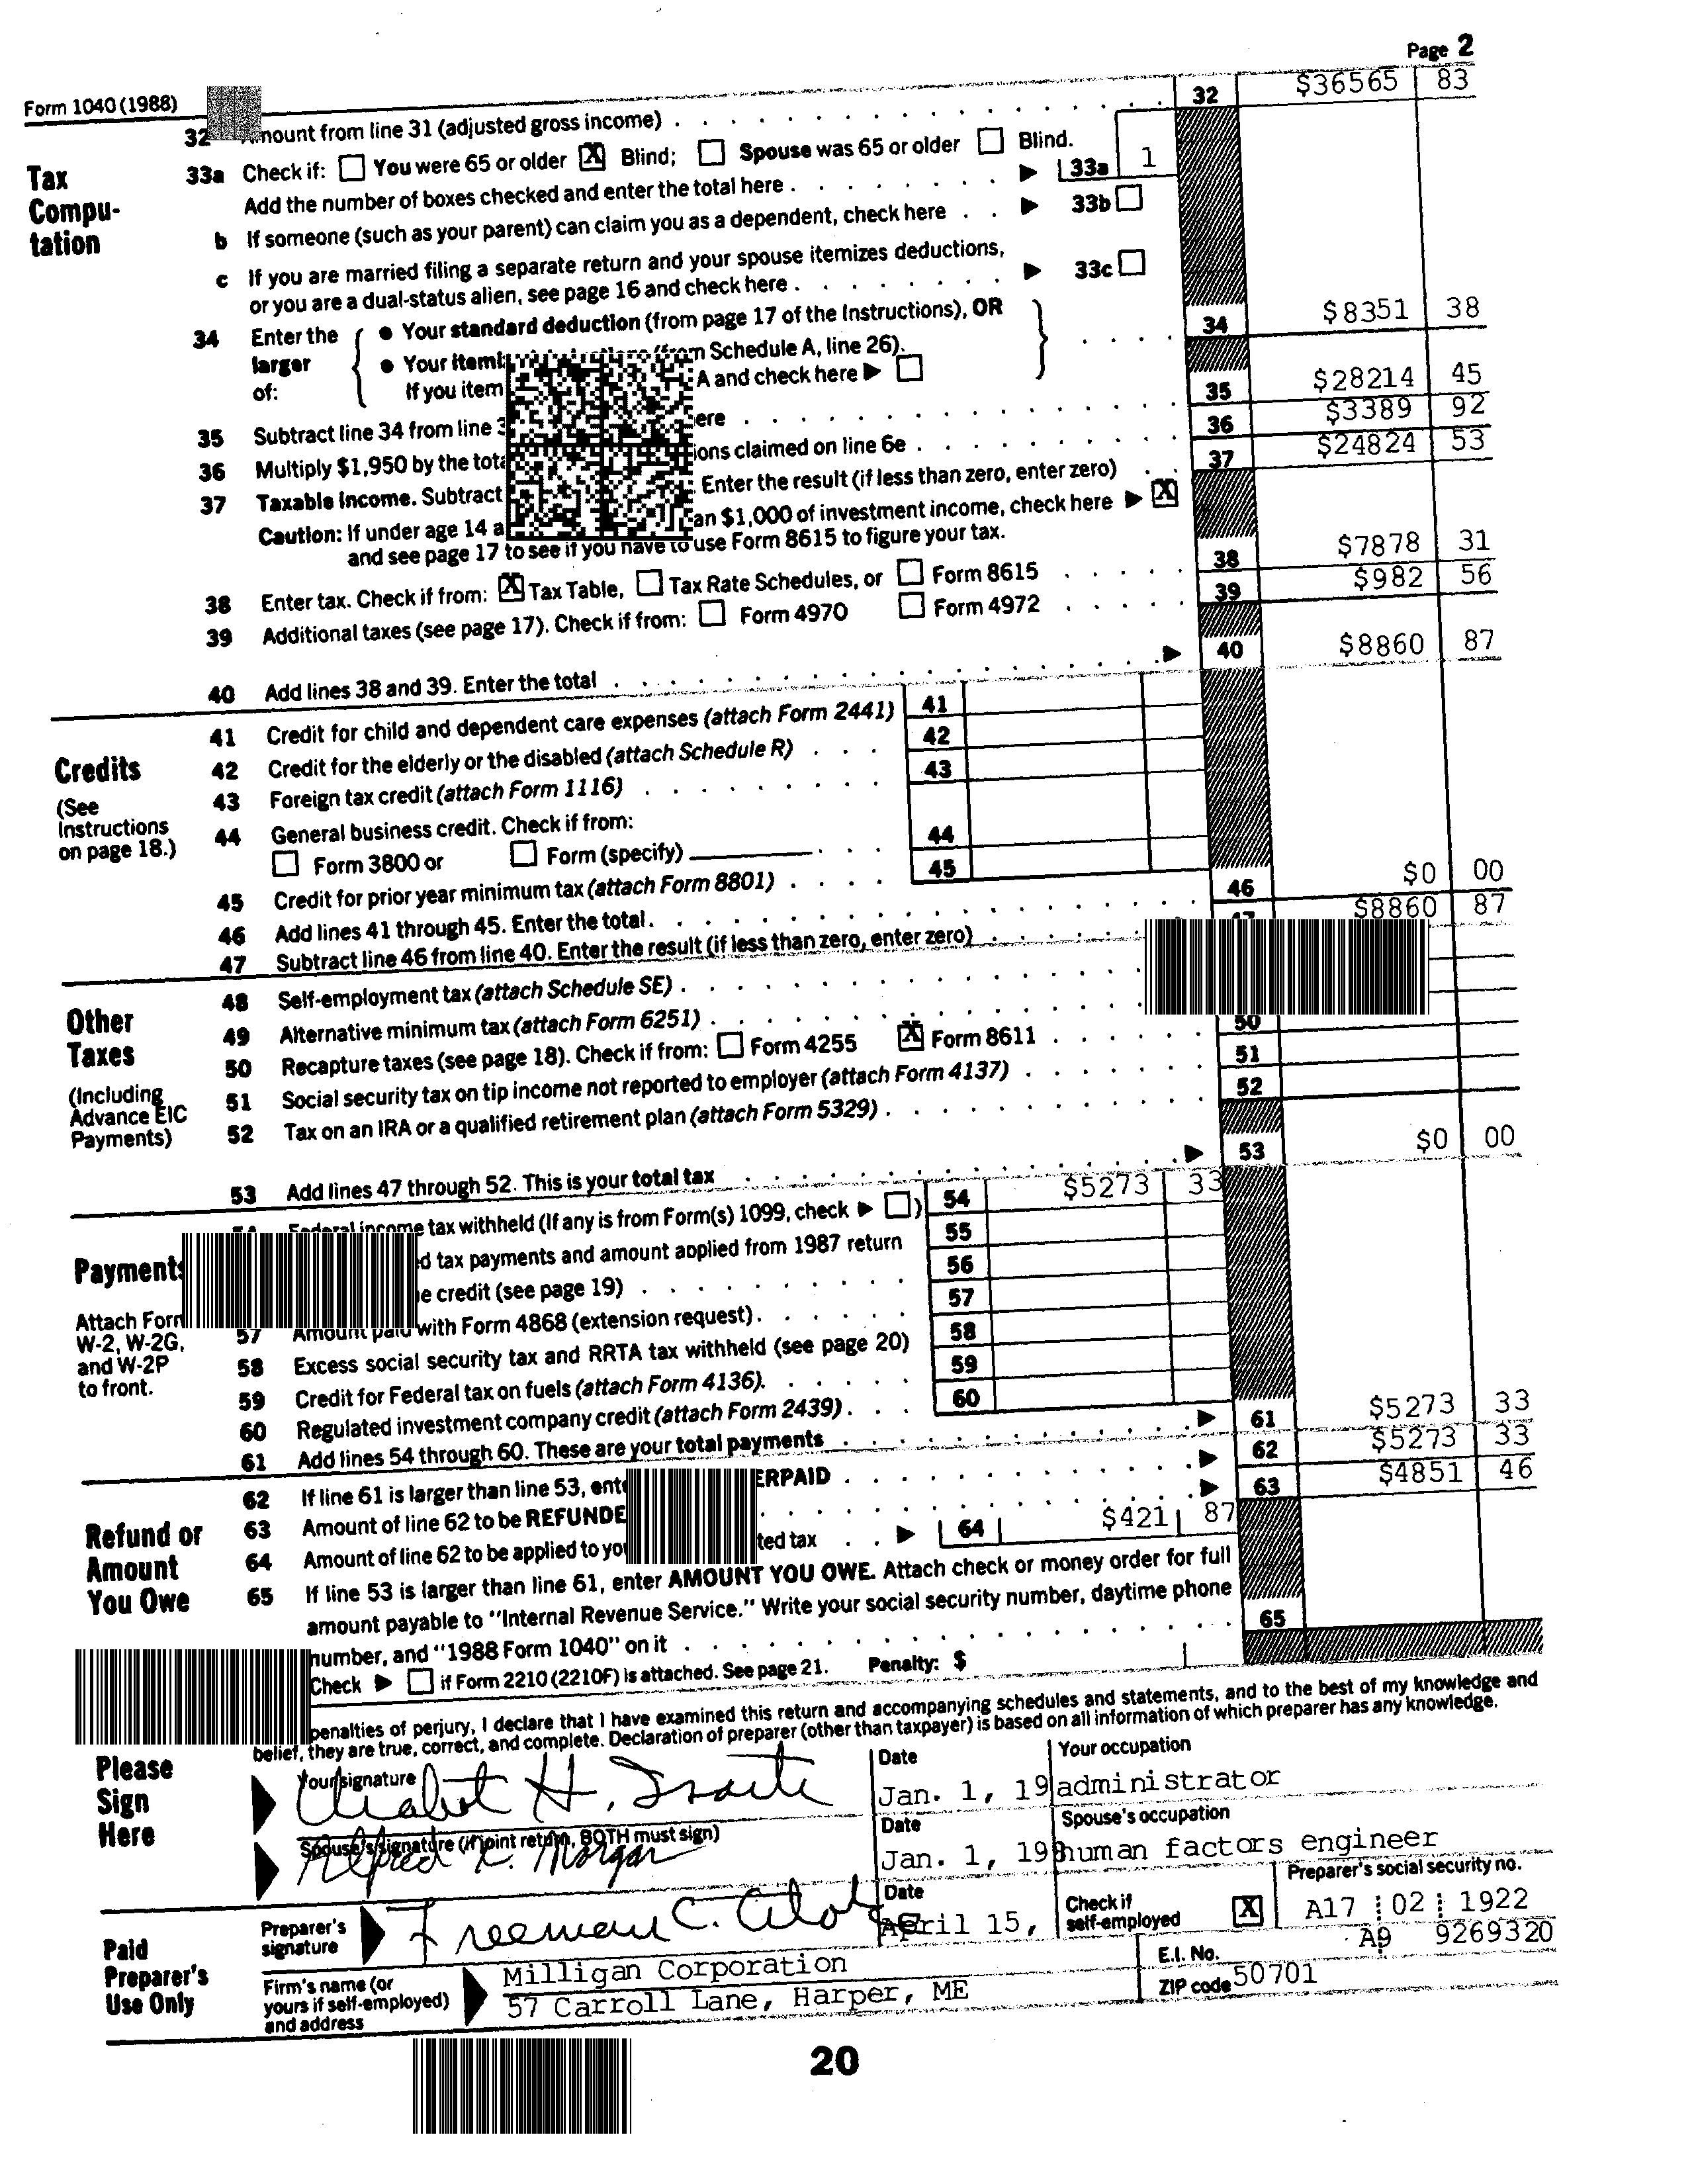 Page 2
Form 1040 (1988)
32 mount from line 31 (adjusted gross income) 32 $36565 83
Tax Compu-tation
33a Check if: You were 65 or older X Blind; Spouse was 65 or older Blind.
Add the number of boxes checked and enter the total here 33a 1
b If someone (such as your parent) can claim you as a dependent, check here 33b
c If you are married filing a separate return and your spouse itemizes deductions,
or you are a dual-status alien, see page 16 and check here 33c
34 Enter the larger of: • Your standard deduction (from page 17 of the Instructions), OR 34 $8351 38
• Your Schedule A, line 26).
If you item A and check here
35 Subtract line 34 from line ere 35 $28214 45
36 Multiply $1,950 by the claimed on line 6e 36 $3389 92
37 Taxable income. Subtract Enter the result (if less than zero, enter zero) 37 $24824 53
Caution: If under age 14 a an $1,000 of investment income, check here X
and see page 17 to see if you have to use Form 8615 to figure your tax.
38 Enter tax. Check if from: X Tax Table, Tax Rate Schedules, or Form 8615 38 $7878 31
39 Additional taxes (see page 17). Check if from: Form 4970 Form 4972 39 $982 56
40 Add lines 38 and 39. Enter the total 40 $8860 87
Credits
(See Instructions on page 18.)
41 Credit for child and dependent care expenses (attach Form 2441) 41
42 Credit for the elderly or the disabled (attach Schedule R) 42
43 Foreign tax credit (attach Form 1116) 43
44 General business credit. Check if from:
Form 3800 or Form (specify) 44
45 Credit for prior year minimum tax (attach Form 8801) 45
46 Add lines 41 through 45. Enter the total 46 $0 00
47 Subtract line 46 from line 40. Enter the result (if less than zero, enter zero) $8860 87
Other Taxes
(Including Advance EIC Payments)
48 Self-employment tax (attach Schedule SE)
49 Alternative minimum tax (attach Form 6251)
50 Recapture taxes (see page 18). Check if from: Form 4255 X Form 8611 50
51 Social security tax on tip income not reported to employer (attach Form 4137) 51
52 Tax on an IRA or a qualified retirement plan (attach Form 5329) 52
53 Add lines 47 through 52. This is your total tax 53 $0 00
Payments
Attach Form W-2, W-2G, and W-2P to front.
Federal income tax withheld (If any is from Form(s) 1099, check ) 54 $5273 33
d tax payments and amount applied from 1987 return 55
e credit (see page 19) 56
57 Amount paid with Form 4868 (extension request) 57
58 Excess social security tax and RRTA tax withheld (see page 20) 58
59 Credit for Federal tax on fuels (attach Form 4136) 59
60 Regulated investment company credit (attach Form 2439) 60
61 Add lines 54 through 60. These are your total payments 61 $5273 33
Refund or Amount You Owe
62 If line 61 is larger than line 53, ERPAID 62 $5273 33
63 Amount of line 62 to be REFUNDE 63 $4851 46
64 Amount of line 62 to be applied to ted tax 64 $421 87
65 If line 53 is larger than line 61, enter AMOUNT YOU OWE. Attach check or money order for full
amount payable to "Internal Revenue Service." Write your social security number, daytime phone
number, and "1988 Form 1040" on it 65
Check if Form 2210 (2210F) is attached. See page 21. Penalty: $
penalties of perjury, I declare that I have examined this return and accompanying schedules and statements, and to the best of my knowledge and
belief, they are true, correct, and complete. Declaration of preparer (other than taxpayer) is based on all information of which preparer has any knowledge.
Please Sign Here
Your signature Date Your occupation
H. Jan. 1, 19 administrator
Spouse's signature (if joint return, BOTH must sign) Date Spouse's occupation
Alfred Morgan Jan. 1, 198 human factors engineer
Paid Preparer's Use Only
Preparer's signature Date Check if self-employed X Preparer's social security no.
Freeman C. April 15, A17 02 1922
Firm's name (or yours if self-employed) and address
Milligan Corporation E.I. No. A9 9269320
57 Carroll Lane, Harper, ME ZIP code 50701
20